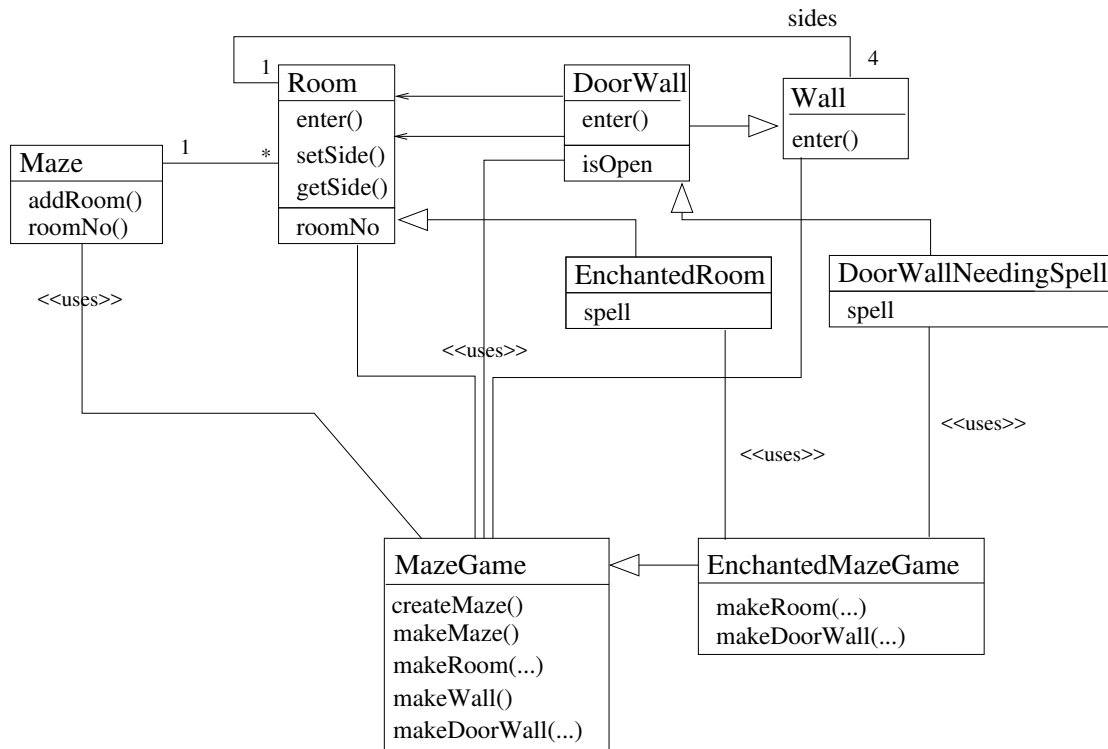 sides
1
4
Room
enter()
setSide()
getSide()
roomNo
DoorWall
enter()
isOpen
Wall
enter()
Maze
addRoom()
roomNo()
1
*
EnchantedRoom
spell
DoorWallNeedingSpell
spell
<<uses>>
<<uses>>
<<uses>>
<<uses>>
MazeGame
createMaze()
makeMaze()
makeRoom(...)
makeWall()
makeDoorWall(...)
EnchantedMazeGame
makeRoom(...)
makeDoorWall(...)